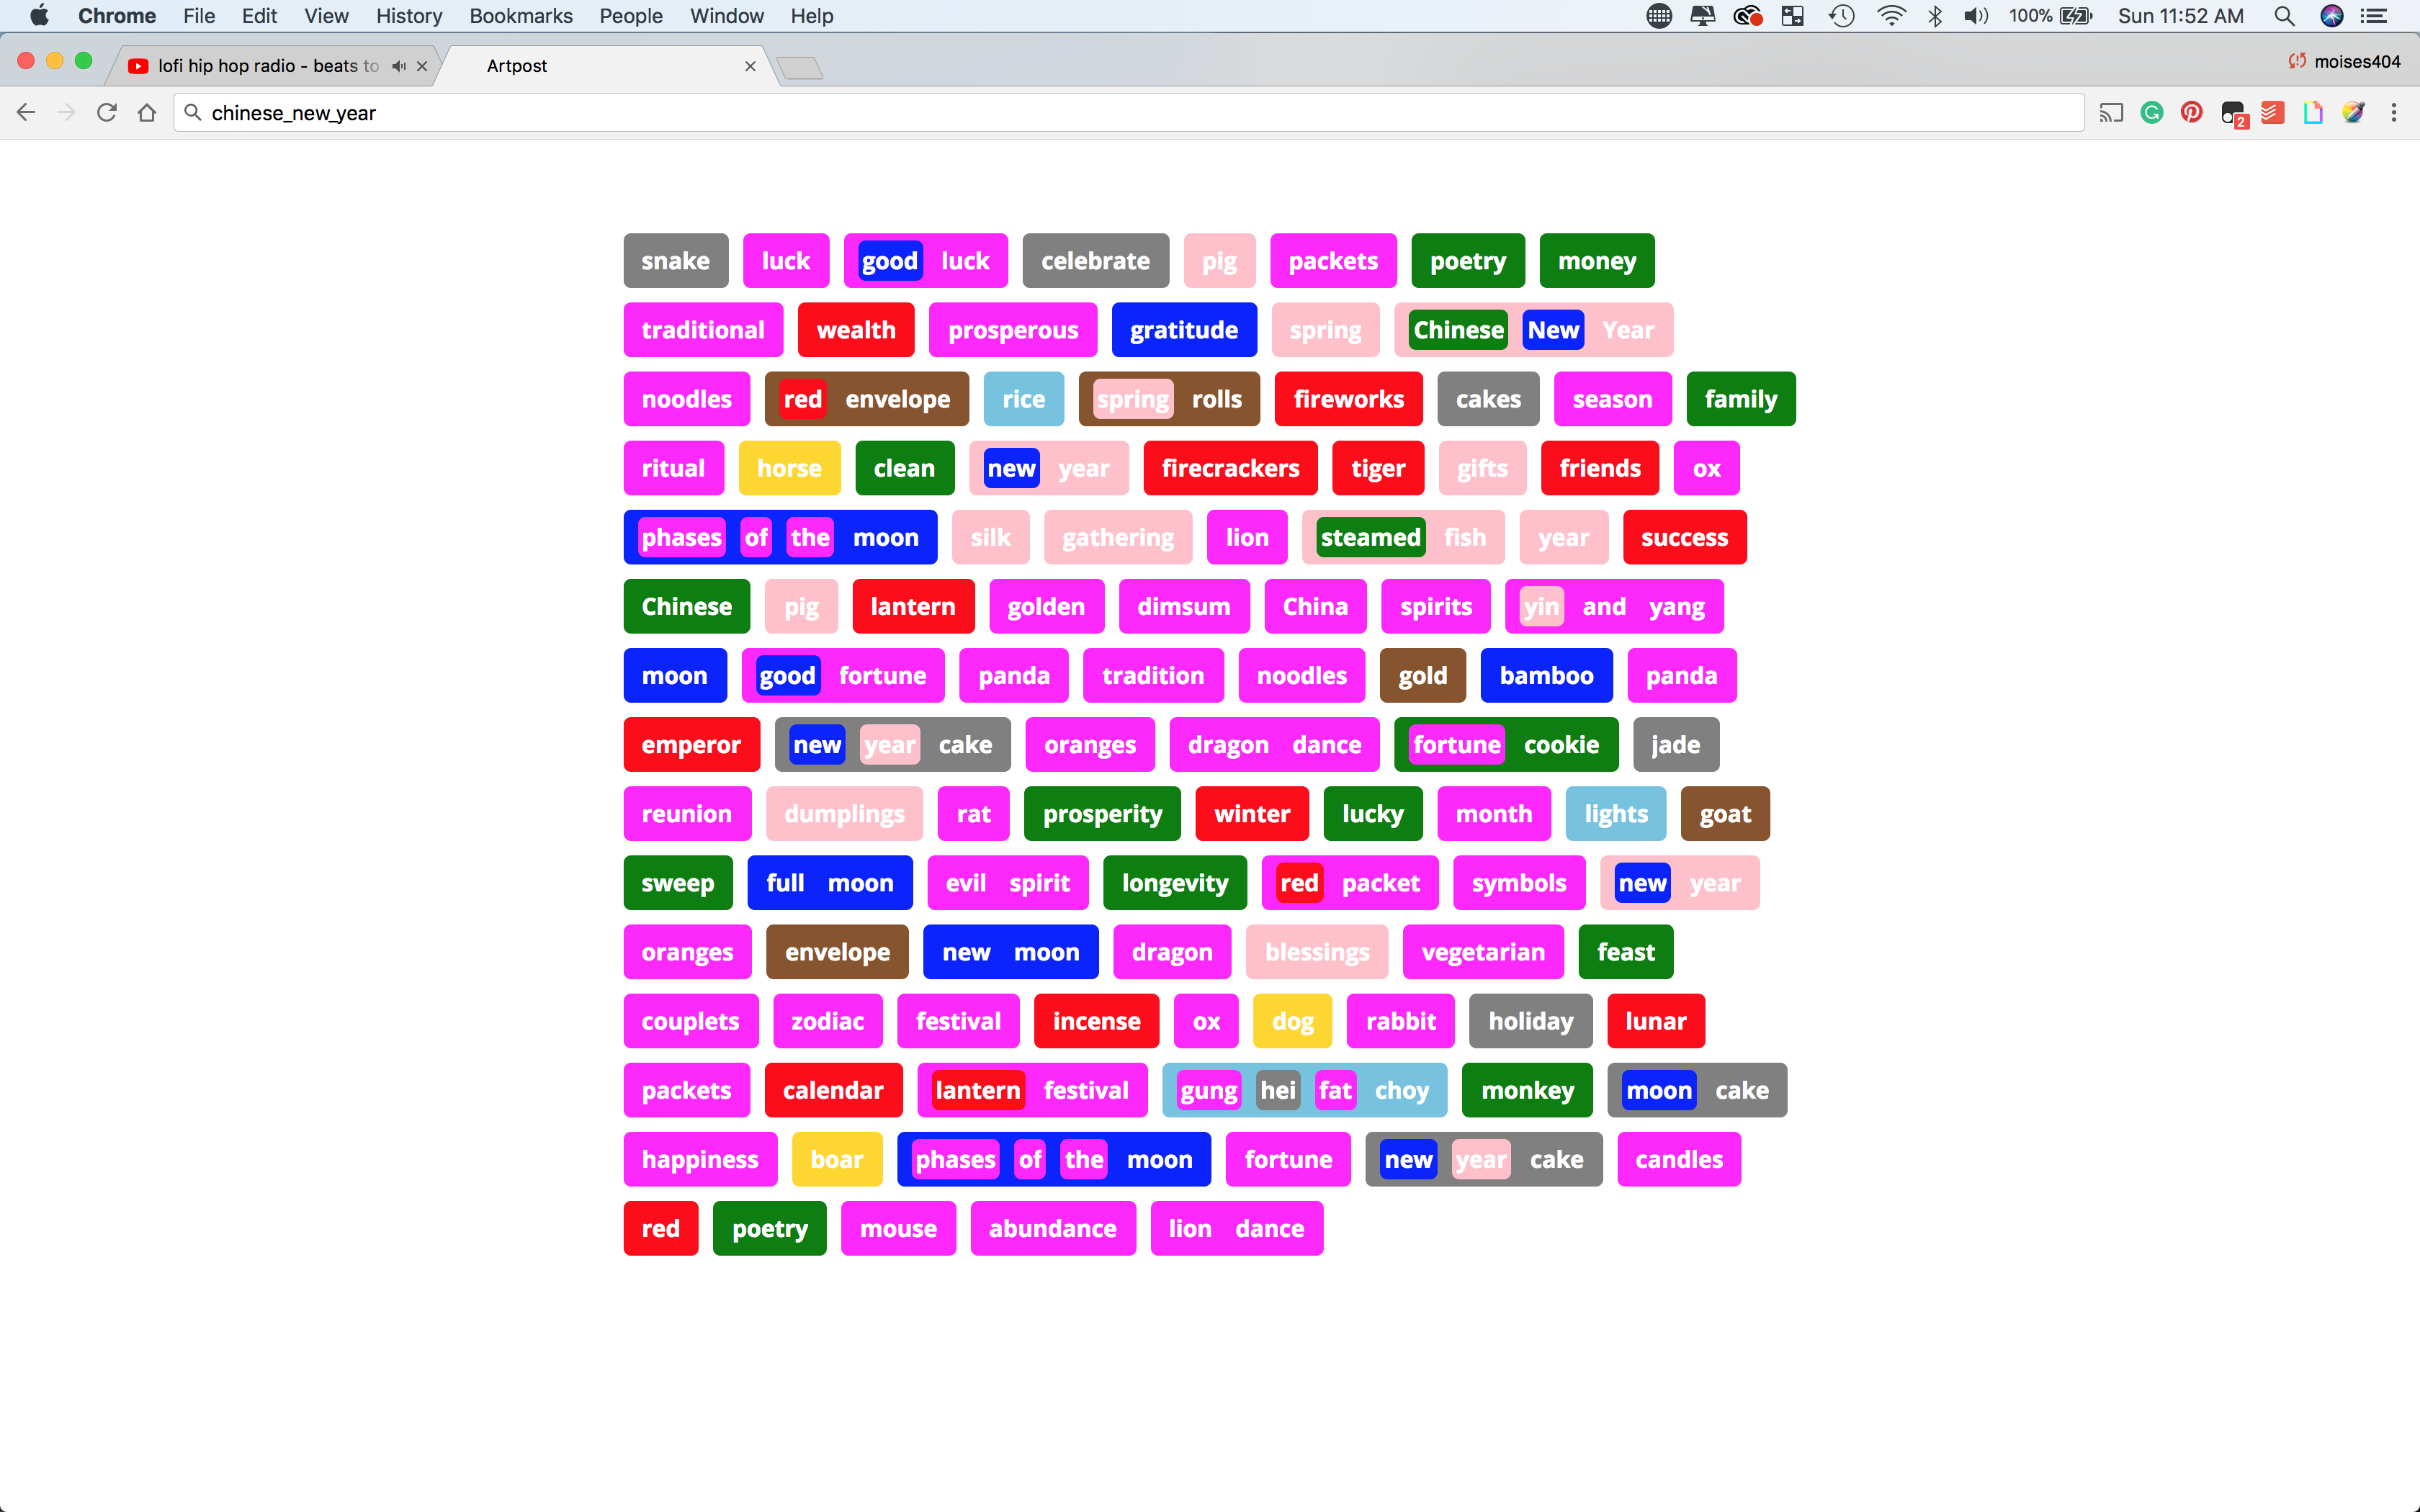 Chrome File Edit View History Bookmarks People Window Help 100% Sun 11:52 AM
lofi hip hop radio - beats to Artpost moises404
chinese_new_year 2
snake luck good luck celebrate pig packets poetry money
traditional wealth prosperous gratitude spring Chinese New Year
noodles red envelope rice spring rolls fireworks cakes season family
ritual horse clean new year firecrackers tiger gifts friends ox
phases of the moon silk gathering lion steamed fish year success
Chinese pig lantern golden dimsum China spirits yin and yang
moon good fortune panda tradition noodles gold bamboo panda
emperor new year cake oranges dragon dance fortune cookie jade
reunion dumplings rat prosperity winter lucky month lights goat
sweep full moon evil spirit longevity red packet symbols new year
oranges envelope new moon dragon blessings vegetarian feast
couplets zodiac festival incense ox dog rabbit holiday lunar
packets calendar lantern festival gung hei fat choy monkey moon cake
happiness boar phases of the moon fortune new year cake candles
red poetry mouse abundance lion dance